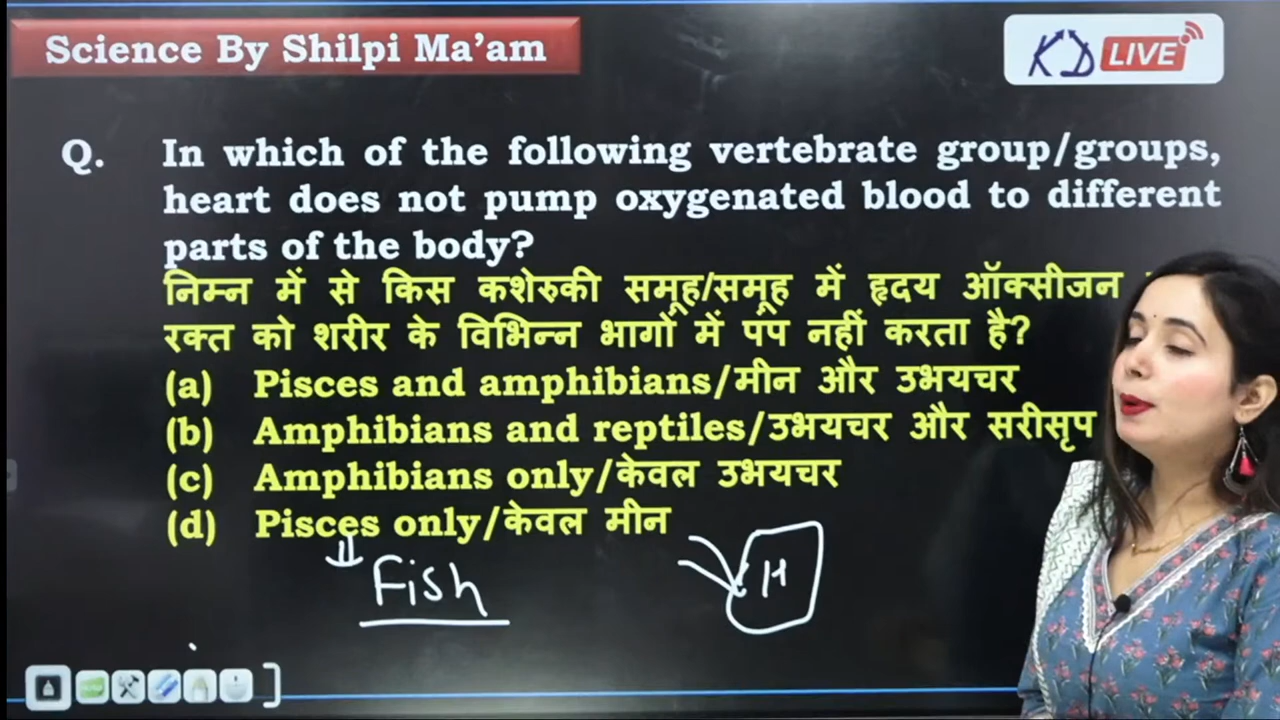 Science By Shilpi Ma'am
KD LIVE
Q. In which of the following vertebrate group/groups,
heart does not pump oxygenated blood to different
parts of the body?
निम्न में से किस कशेरुकी समूह/समूह में हृदय ऑक्सीजन
रक्त को शरीर के विभिन्न भागों में पंप नहीं करता है?
(a) Pisces and amphibians/मीन और उभयचर
(b) Amphibians and reptiles/उभयचर और सरीसृप
(c) Amphibians only/केवल उभयचर
(d) Pisces only/केवल मीन
Fish
H